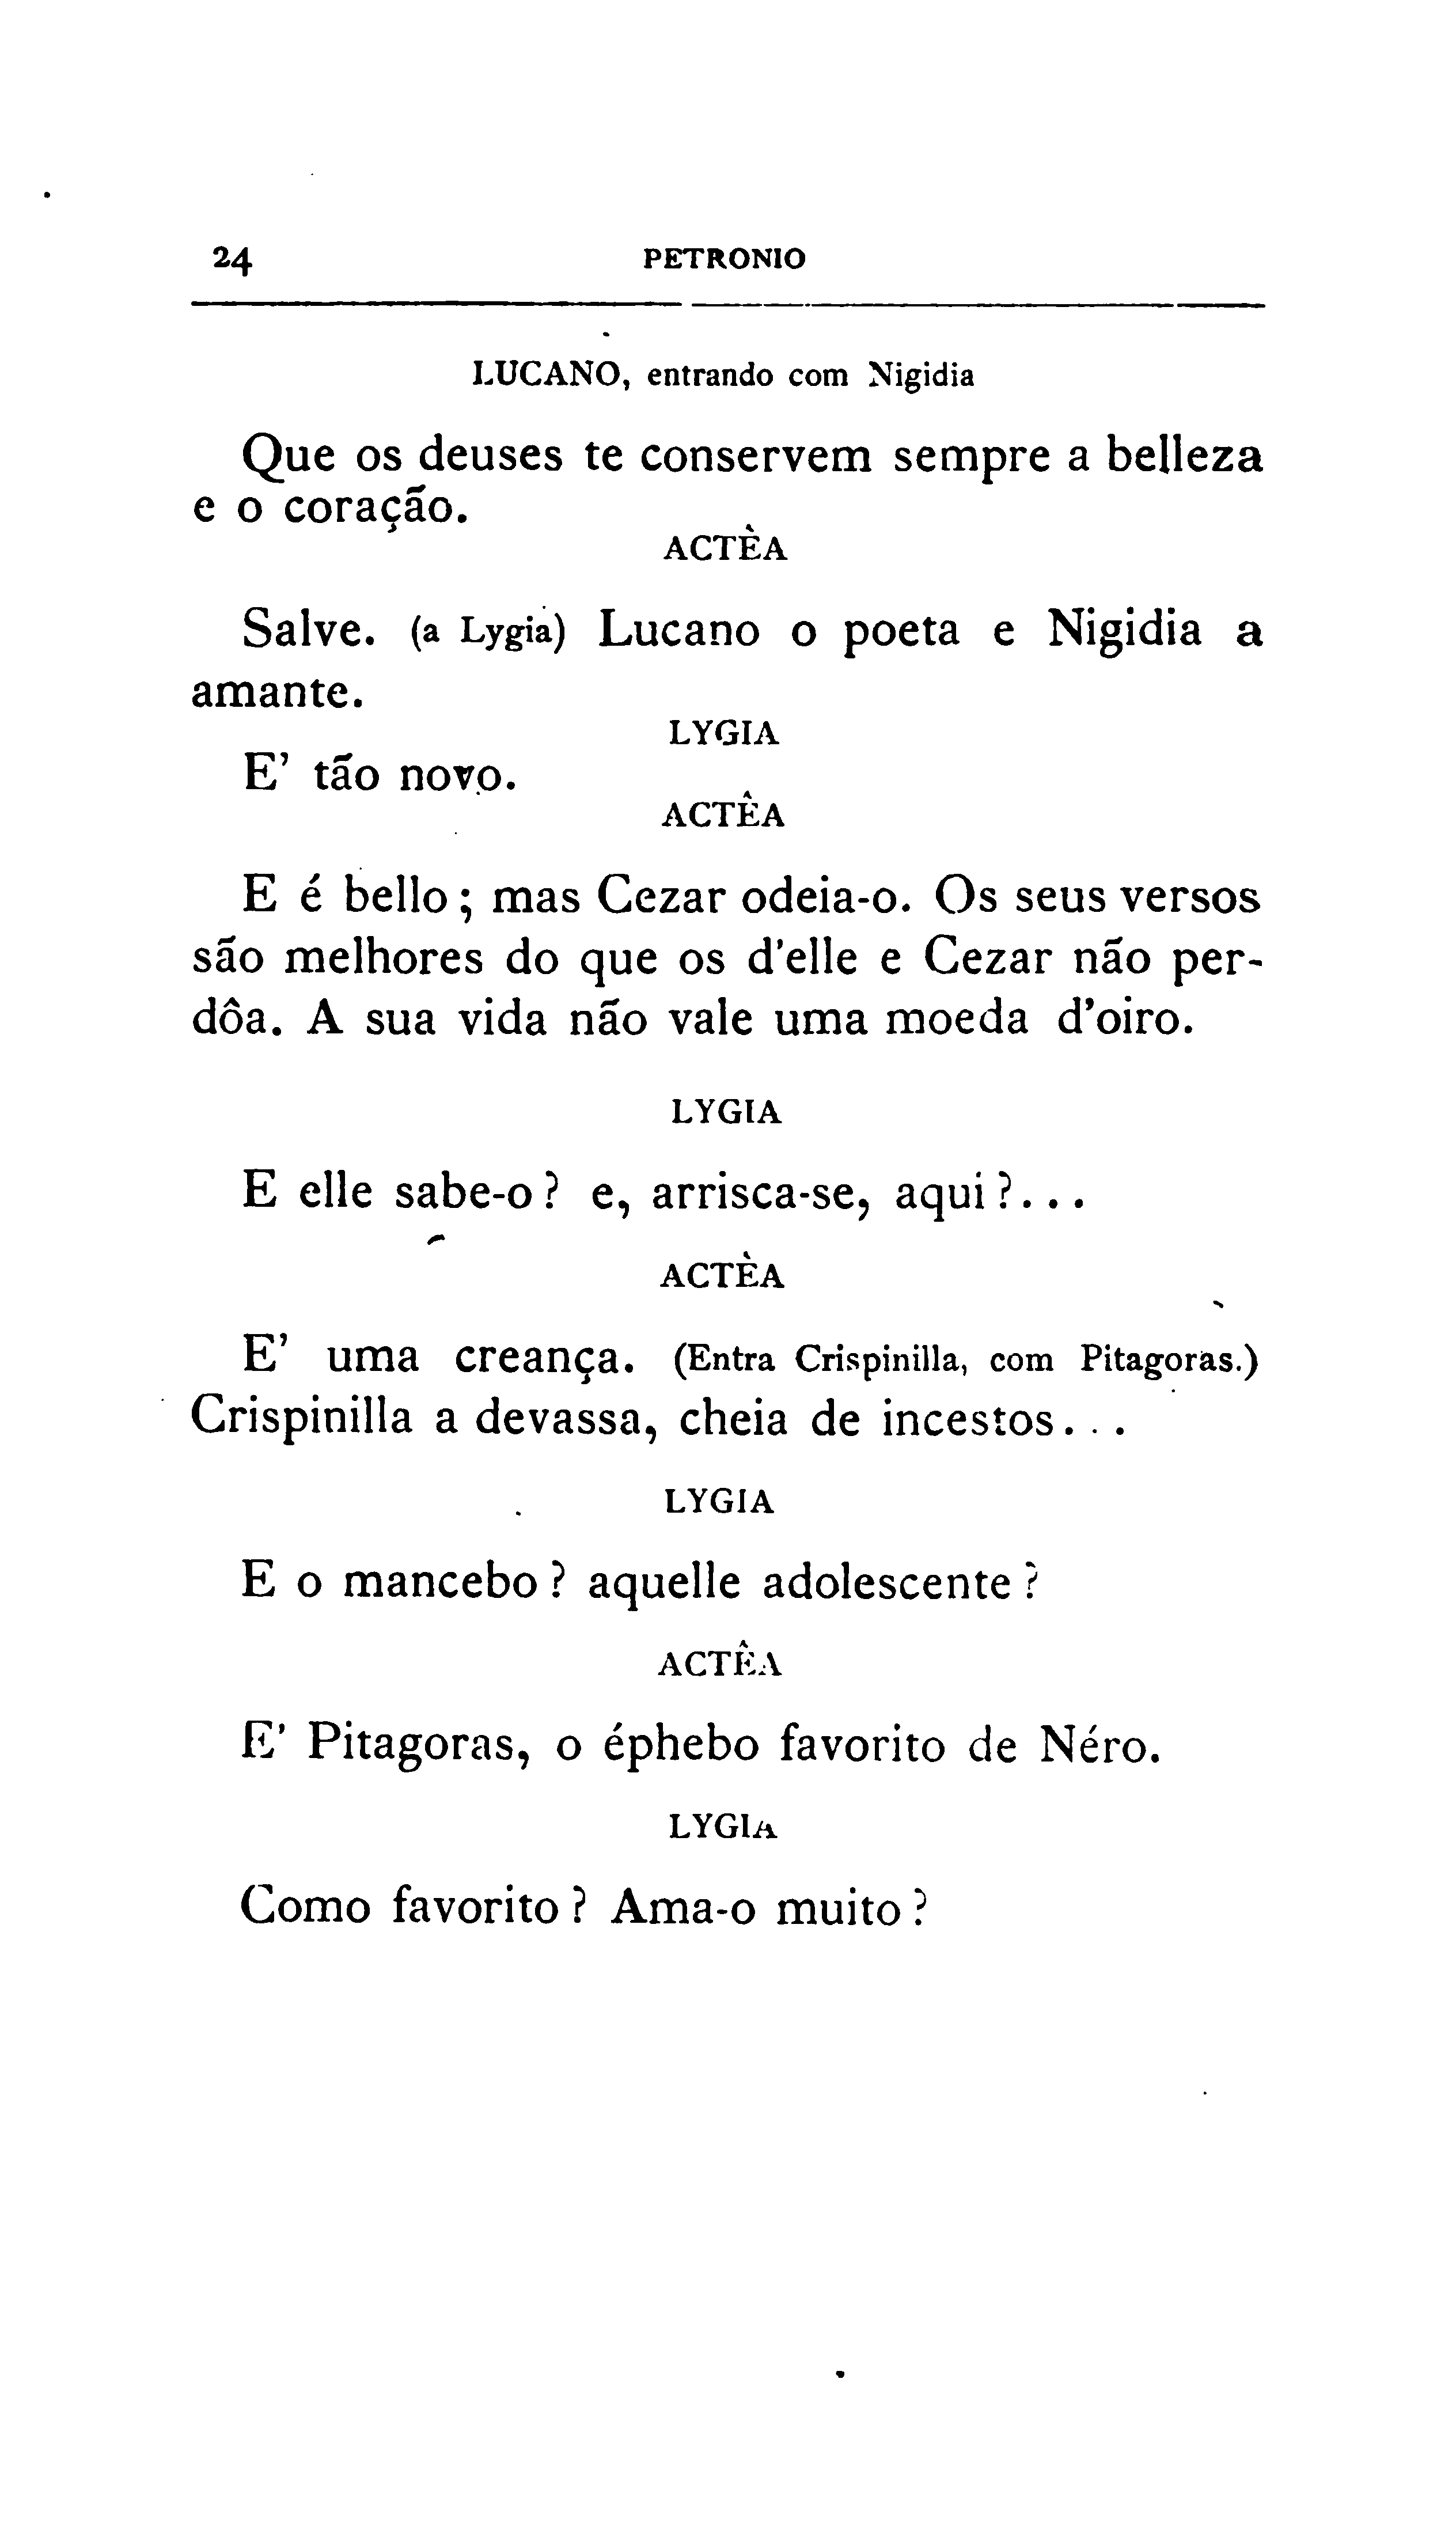 24 PETRONIO
LUCANO, entrando com Nigidia
Que os deuses te conservem sempre a belleza
e o coração.
ACTÈA
Salve. (a Lygia) Lucano o poeta e Nigidia a
amante.
LYGIA
E' tão novo.
ACTÊA
E é bello; mas Cezar odeia-o. Os seus versos
são melhores do que os d'elle e Cezar não per-
dôa. A sua vida não vale uma moeda d'oiro.
LYGIA
E elle sabe-o? e, arrisca-se, aqui?...
ACTÈA
E' uma creança. (Entra Crispinilla, com Pitagoras.)
Crispinilla a devassa, cheia de incestos...
LYGIA
E o mancebo? aquelle adolescente?
ACTÊA
E' Pitagoras, o éphebo favorito de Néro.
LYGIA
Como favorito? Ama-o muito?